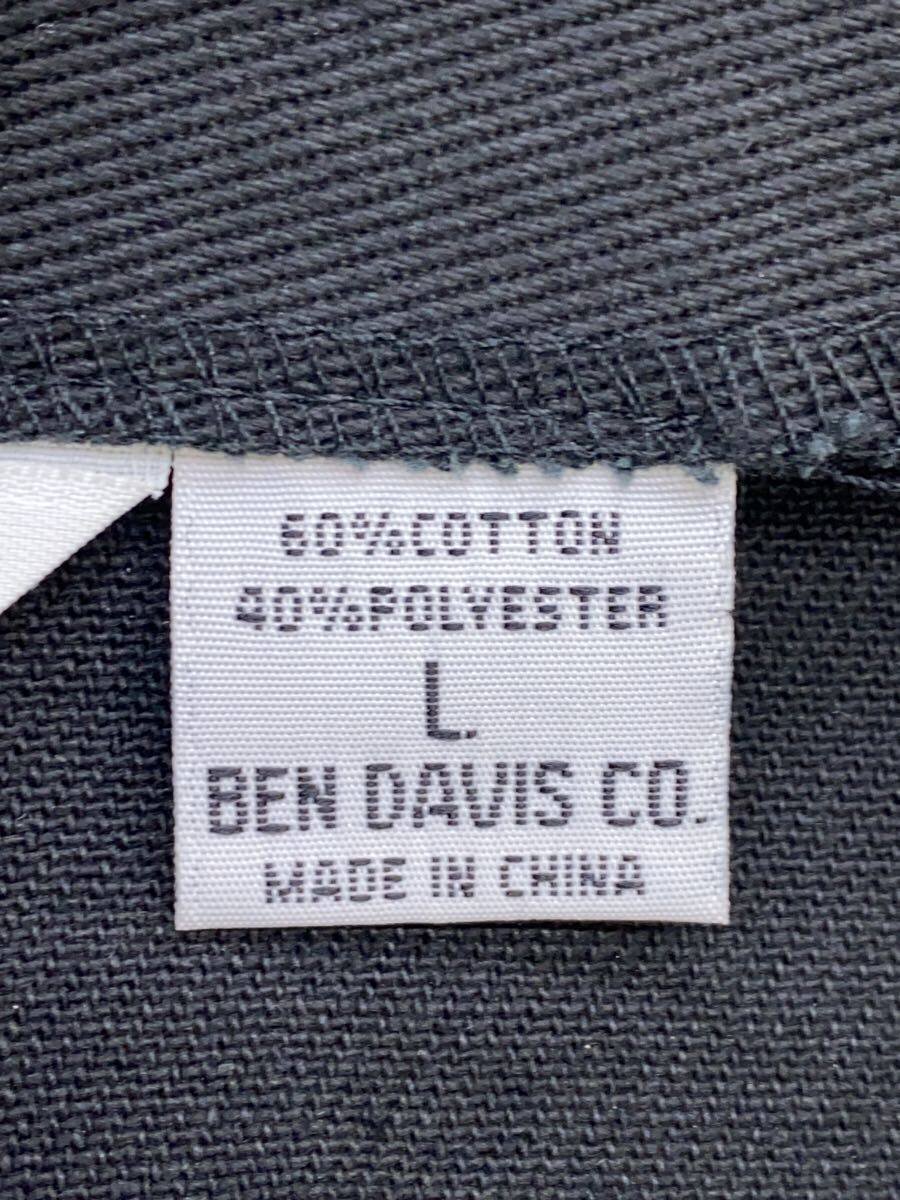 60%COTTON
40%POLYESTER
L
BEN DAVIS CO.
MADE IN CHINA